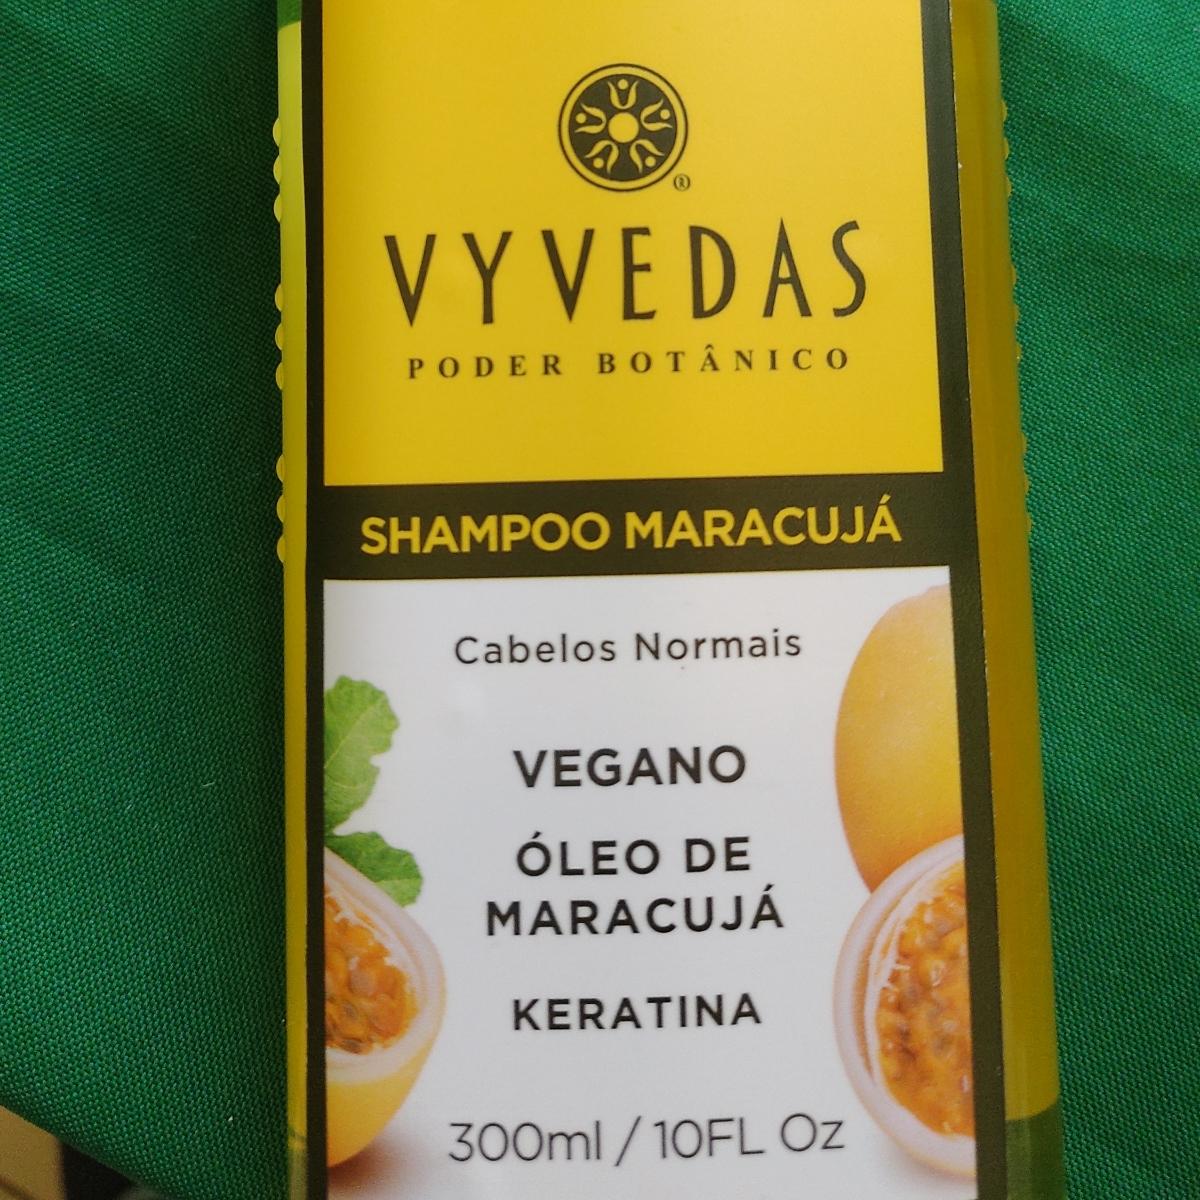 ®
VYVEDAS
PODER BOTÂNICO
SHAMPOO MARACUJÁ
Cabelos Normais
VEGANO
ÓLEO DE
MARACUJÁ
KERATINA
300ml / 10FL Oz